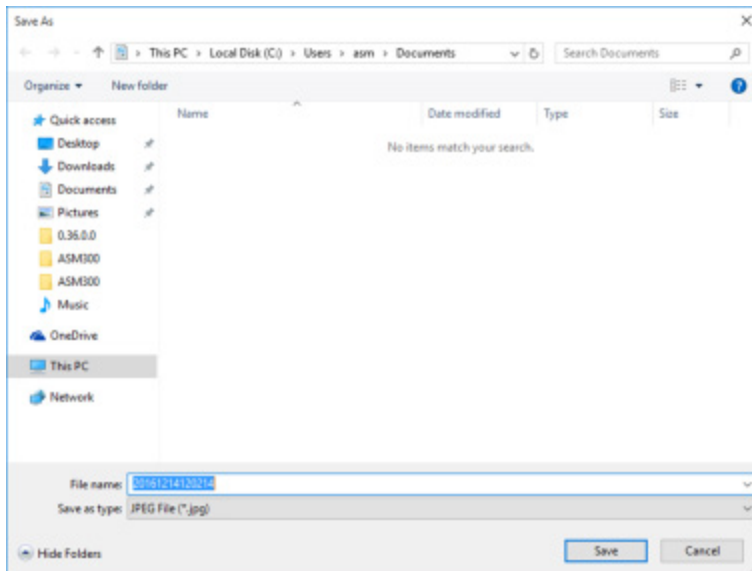 Save As
This PC > Local Disk (C:) > Users > asm > Documents
Search Documents
Organize
New folder
Name
Date modified
Type
Size
No items match your search.
Quick access
Desktop
Downloads
Documents
Pictures
0.36.0.0
ASM300
ASM300
Music
OneDrive
This PC
Network
File name: 20161214120214
Save as type: JPEG File (*.jpg)
Hide Folders
Save
Cancel